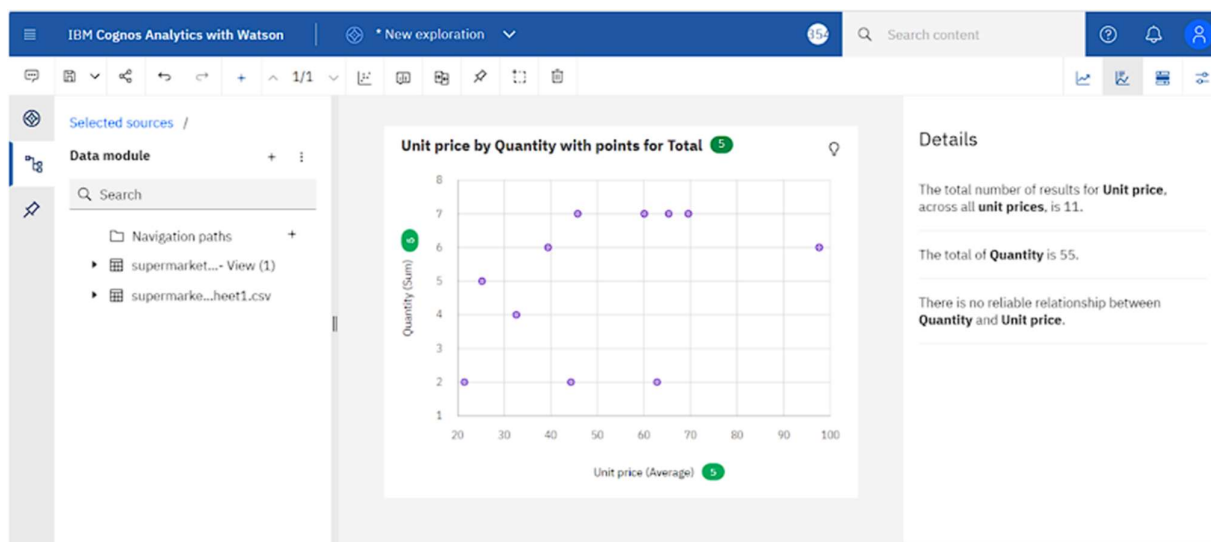 IBM Cognos Analytics with Watson
* New exploration
354
Search content
1/1
Selected sources /
Data module
Search
Navigation paths
supermarket...- View (1)
supermarke...heet1.csv
Unit price by Quantity with points for Total 5
8
7
6
5
4
3
2
1
Quantity (Sum) 5
20 30 40 50 60 70 80 90 100
Unit price (Average) 5
Details
The total number of results for Unit price,
across all unit prices, is 11.
The total of Quantity is 55.
There is no reliable relationship between
Quantity and Unit price.